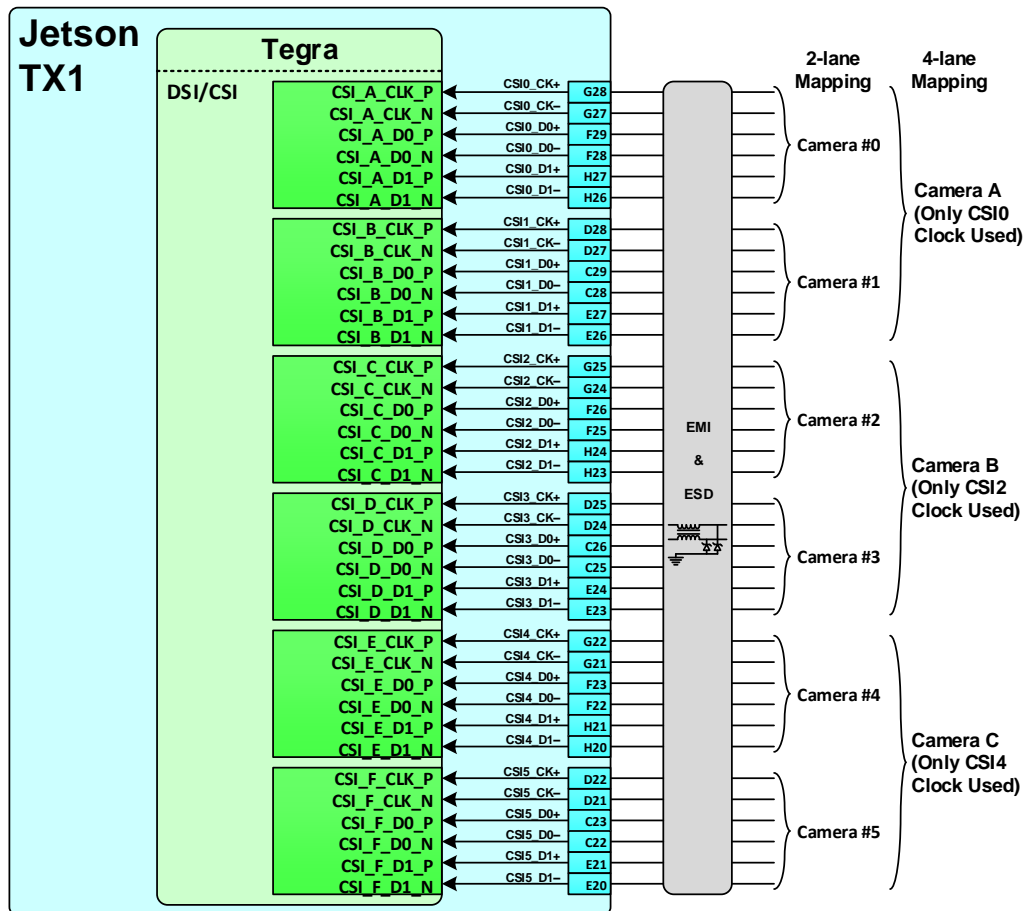 Jetson
TX1
Tegra
DSI/CSI
2-lane
Mapping
4-lane
Mapping
CSI_A_CLK_P CSI0_CK+ G28
CSI_A_CLK_N CSI0_CK– G27
CSI_A_D0_P CSI0_D0+ F29
CSI_A_D0_N CSI0_D0– F28
CSI_A_D1_P CSI0_D1+ H27
CSI_A_D1_N CSI0_D1– H26
Camera #0
CSI_B_CLK_P CSI1_CK+ D28
CSI_B_CLK_N CSI1_CK– D27
CSI_B_D0_P CSI1_D0+ C29
CSI_B_D0_N CSI1_D0– C28
CSI_B_D1_P CSI1_D1+ E27
CSI_B_D1_N CSI1_D1– E26
Camera #1
Camera A
(Only CSI0
Clock Used)
CSI_C_CLK_P CSI2_CK+ G25
CSI_C_CLK_N CSI2_CK– G24
CSI_C_D0_P CSI2_D0+ F26
CSI_C_D0_N CSI2_D0– F25
CSI_C_D1_P CSI2_D1+ H24
CSI_C_D1_N CSI2_D1– H23
Camera #2
EMI
&
ESD
CSI_D_CLK_P CSI3_CK+ D25
CSI_D_CLK_N CSI3_CK– D24
CSI_D_D0_P CSI3_D0+ C26
CSI_D_D0_N CSI3_D0– C25
CSI_D_D1_P CSI3_D1+ E24
CSI_D_D1_N CSI3_D1– E23
Camera #3
Camera B
(Only CSI2
Clock Used)
CSI_E_CLK_P CSI4_CK+ G22
CSI_E_CLK_N CSI4_CK– G21
CSI_E_D0_P CSI4_D0+ F23
CSI_E_D0_N CSI4_D0– F22
CSI_E_D1_P CSI4_D1+ H21
CSI_E_D1_N CSI4_D1– H20
Camera #4
CSI_F_CLK_P CSI5_CK+ D22
CSI_F_CLK_N CSI5_CK– D21
CSI_F_D0_P CSI5_D0+ C23
CSI_F_D0_N CSI5_D0– C22
CSI_F_D1_P CSI5_D1+ E21
CSI_F_D1_N CSI5_D1– E20
Camera #5
Camera C
(Only CSI4
Clock Used)